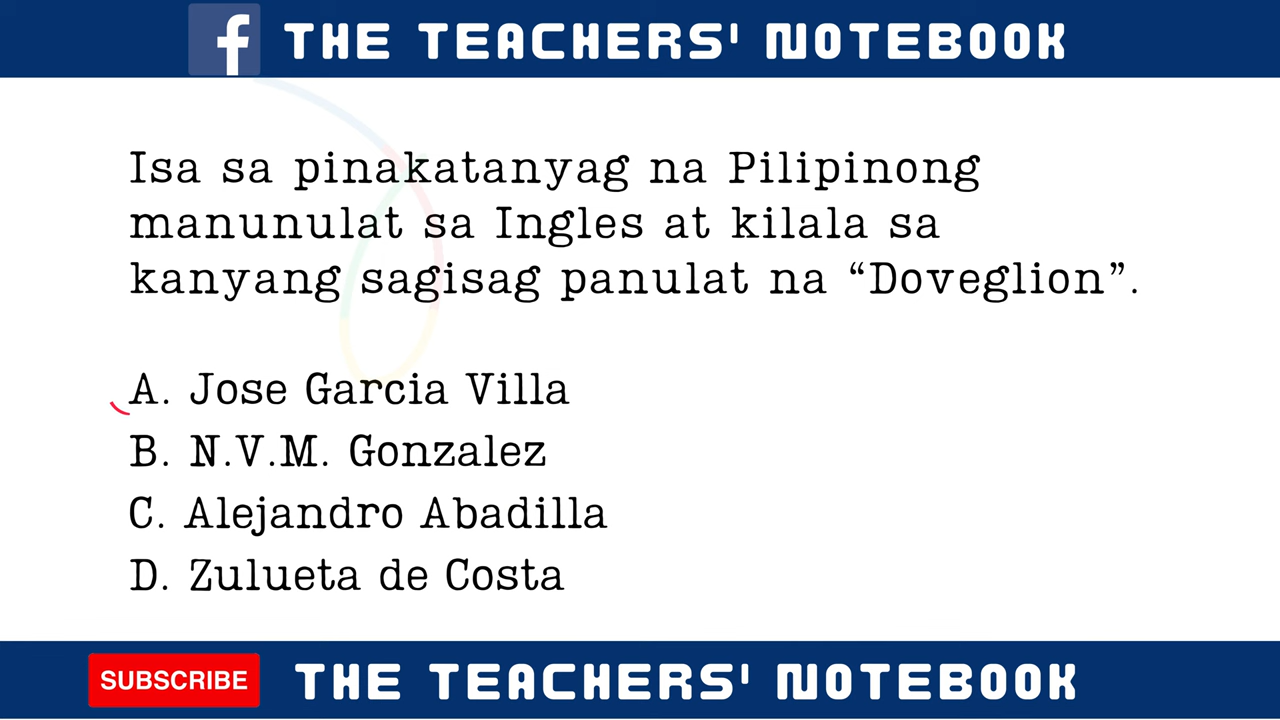 f THE TEACHERS' NOTEBOOK
Isa sa pinakatanyag na Pilipinong
manunulat sa Ingles at kilala sa
kanyang sagisag panulat na “Doveglion”.
A. Jose Garcia Villa
B. N.V.M. Gonzalez
C. Alejandro Abadilla
D. Zulueta de Costa
SUBSCRIBE THE TEACHERS' NOTEBOOK